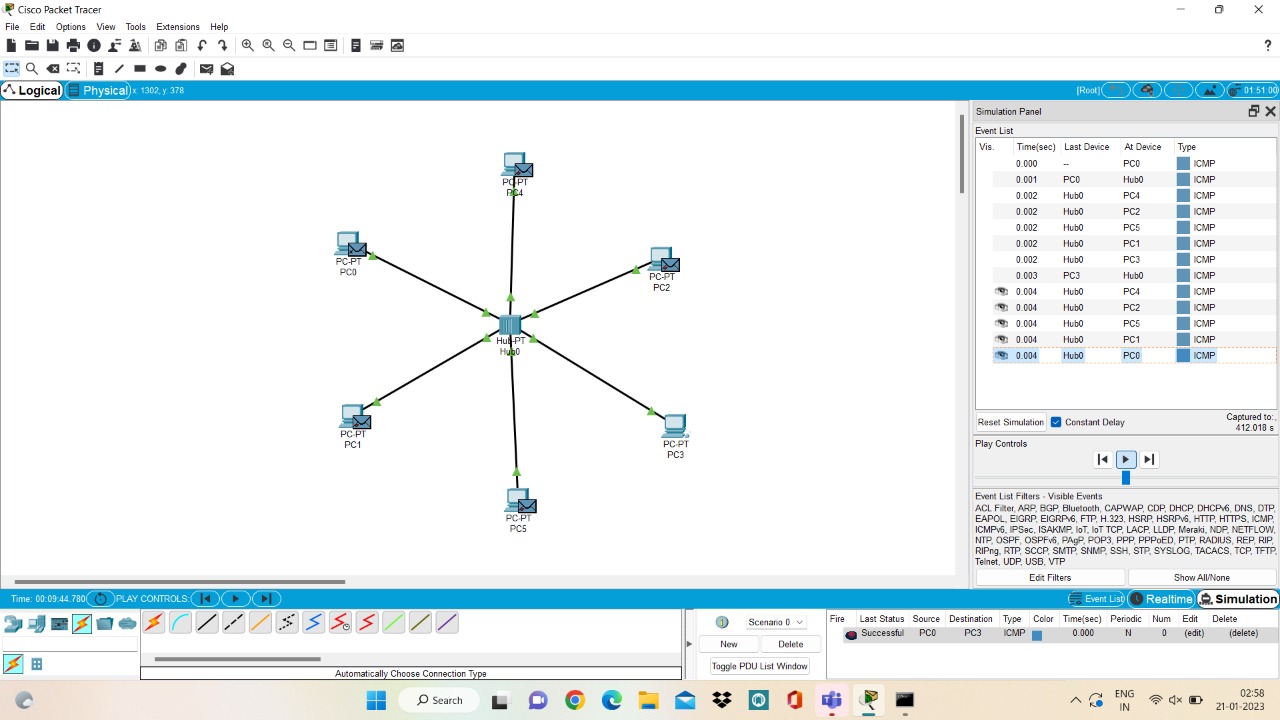 Cisco Packet Tracer
File Edit Options View Tools Extensions Help
?
Logical Physical x: 1302, y: 378 [Root] 01:51:00
Simulation Panel
Event List
Vis. Time(sec) Last Device At Device Type
0.000 -- PC0 ICMP
0.001 PC0 Hub0 ICMP
0.002 Hub0 PC4 ICMP
0.002 Hub0 PC2 ICMP
0.002 Hub0 PC5 ICMP
0.002 Hub0 PC1 ICMP
0.002 Hub0 PC3 ICMP
0.003 PC3 Hub0 ICMP
0.004 Hub0 PC4 ICMP
0.004 Hub0 PC2 ICMP
0.004 Hub0 PC5 ICMP
0.004 Hub0 PC1 ICMP
0.004 Hub0 PC0 ICMP
Reset Simulation Constant Delay Captured to:
412.018 s
Play Controls
Event List Filters - Visible Events
ACL Filter, ARP, BGP, Bluetooth, CAPWAP, CDP, DHCP, DHCPv6, DNS, DTP,
EAPOL, EIGRP, EIGRPv6, FTP, H.323, HSRP, HSRPv6, HTTP, HTTPS, ICMP,
ICMPv6, IPSec, ISAKMP, IoT, IoT TCP, LACP, LLDP, Meraki, NDP, NETFLOW,
NTP, OSPF, OSPFv6, PAgP, POP3, PPP, PPPoED, PTP, RADIUS, REP, RIP,
RIPng, RTP, SCCP, SMTP, SNMP, SSH, STP, SYSLOG, TACACS, TCP, TFTP,
Telnet, UDP, USB, VTP
Edit Filters Show All/None
PC-PT
PC4
PC-PT
PC0
PC-PT
PC2
Hub-PT
Hub0
PC-PT
PC1
PC-PT
PC3
PC-PT
PC5
Time: 00:09:44.780 PLAY CONTROLS: Event List Realtime Simulation
Automatically Choose Connection Type
Scenario 0
New Delete
Toggle PDU List Window
Fire Last Status Source Destination Type Color Time(sec) Periodic Num Edit Delete
Successful PC0 PC3 ICMP 0.000 N 0 (edit) (delete)
Search
ENG
IN
02:58
21-01-2023